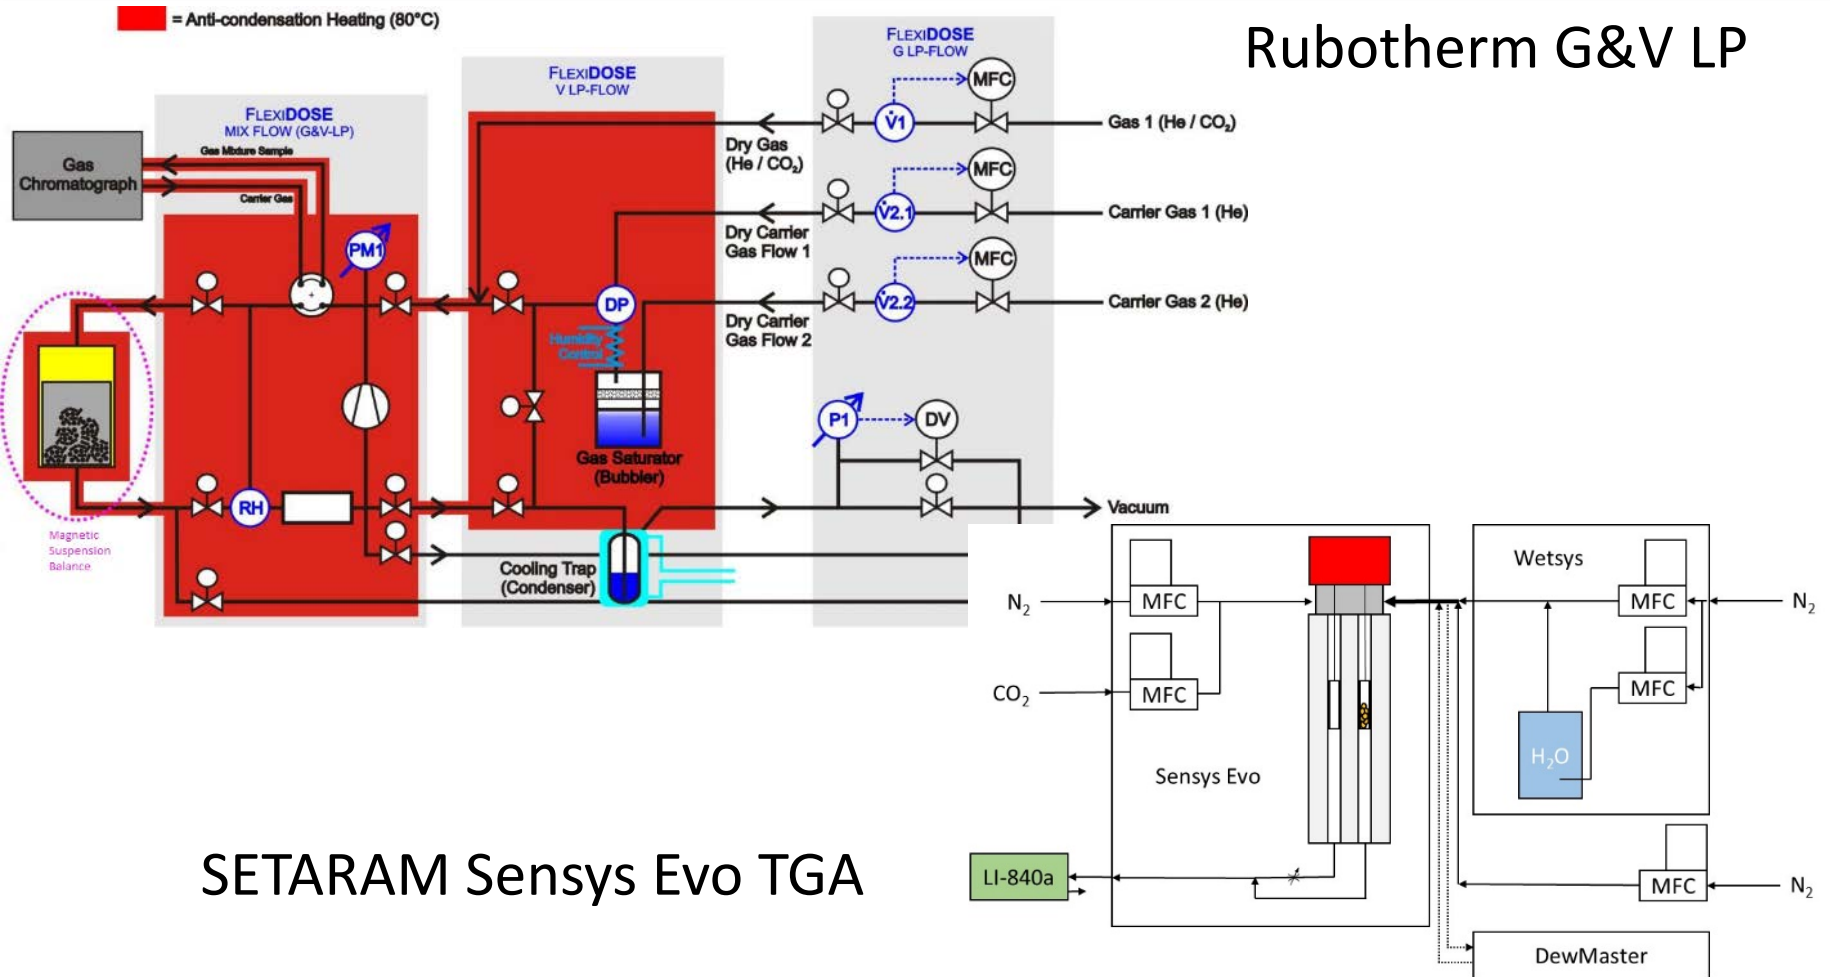 = Anti-condensation Heating (80°C)
Rubotherm G&V LP
FLEXIDOSE
G LP-FLOW
FLEXIDOSE
V LP-FLOW
FLEXIDOSE
MIX FLOW (G&V-LP)
Gas
Chromatograph
Gas Mixture Sample
Carrier Gas
PM1
MFC
V̇1
Gas 1 (He / CO₂)
Dry Gas
(He / CO₂)
MFC
V̇2.1
Carrier Gas 1 (He)
Dry Carrier
Gas Flow 1
MFC
V̇2.2
Carrier Gas 2 (He)
Dry Carrier
Gas Flow 2
DP
Humidity
Control
Gas Saturator
(Bubbler)
P1
DV
RH
Vacuum
Magnetic
Suspension
Balance
Cooling Trap
(Condenser)
N₂
MFC
CO₂
MFC
Sensys Evo
Wetsys
MFC
N₂
MFC
H₂O
LI-840a
MFC
N₂
DewMaster
SETARAM Sensys Evo TGA